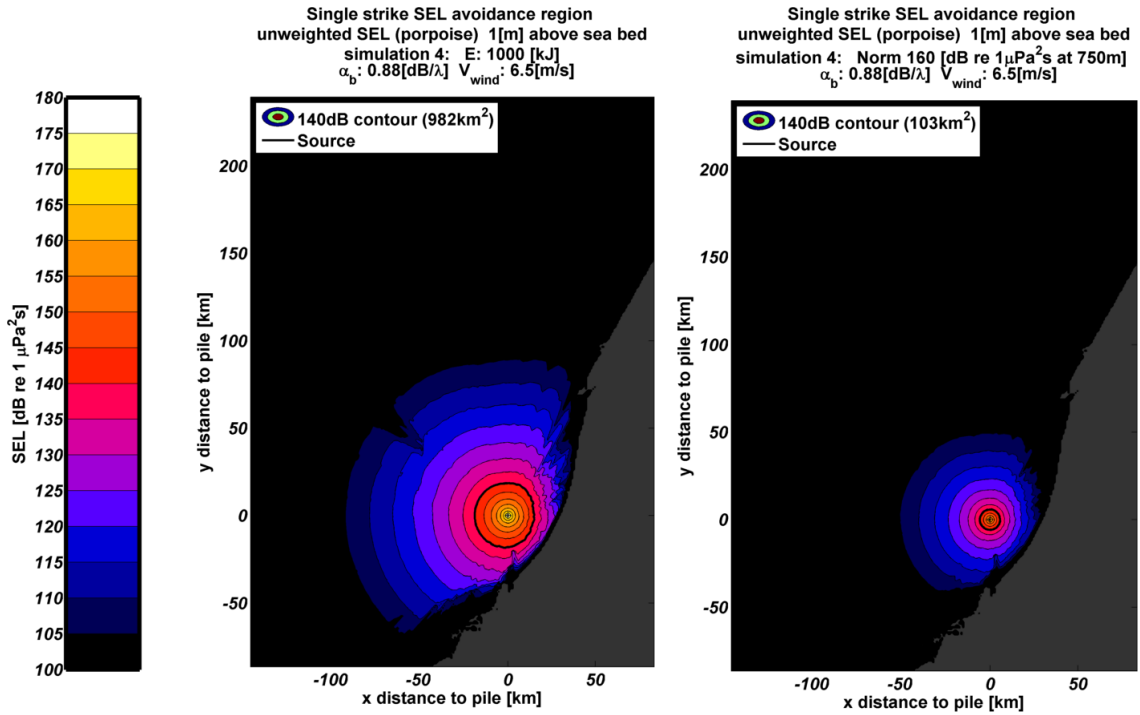 Single strike SEL avoidance region
unweighted SEL (porpoise) 1[m] above sea bed
simulation 4: E: 1000 [kJ]
α_b: 0.88[dB/λ] V_wind: 6.5[m/s]
Single strike SEL avoidance region
unweighted SEL (porpoise) 1[m] above sea bed
simulation 4: Norm 160 [dB re 1μPa²s at 750m]
α_b: 0.88[dB/λ] V_wind: 6.5[m/s]
180
175
170
165
160
155
150
145
140
135
130
125
120
115
110
105
100
SEL [dB re 1 μPa²s]
140dB contour (982km²)
Source
200
150
100
50
0
-50
y distance to pile [km]
-100
-50
0
50
x distance to pile [km]
140dB contour (103km²)
Source
200
150
100
50
0
-50
y distance to pile [km]
-100
-50
0
50
x distance to pile [km]